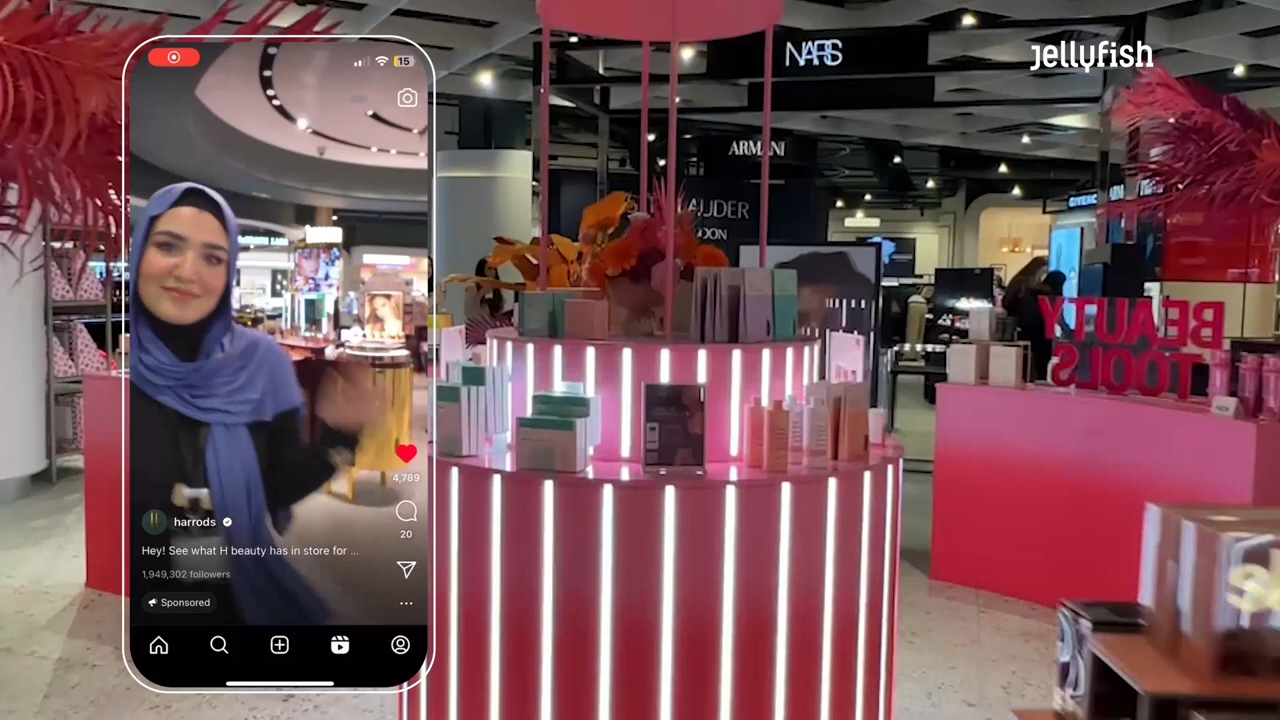 15
4,789
20
harrods
Hey! See what H beauty has in store for ...
1,949,302 followers
Sponsored
NARS
ARMANI
LAUDER
GIVENC
BEAUTY
TOOLS
jellyfish